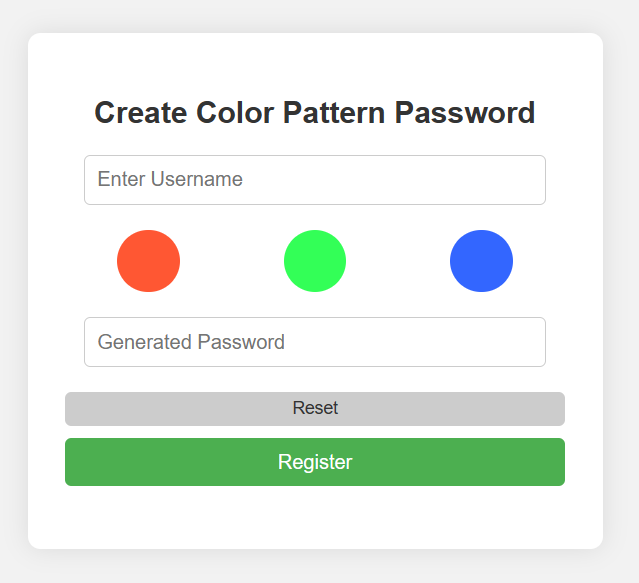 Create Color Pattern Password
Enter Username
Generated Password
Reset
Register